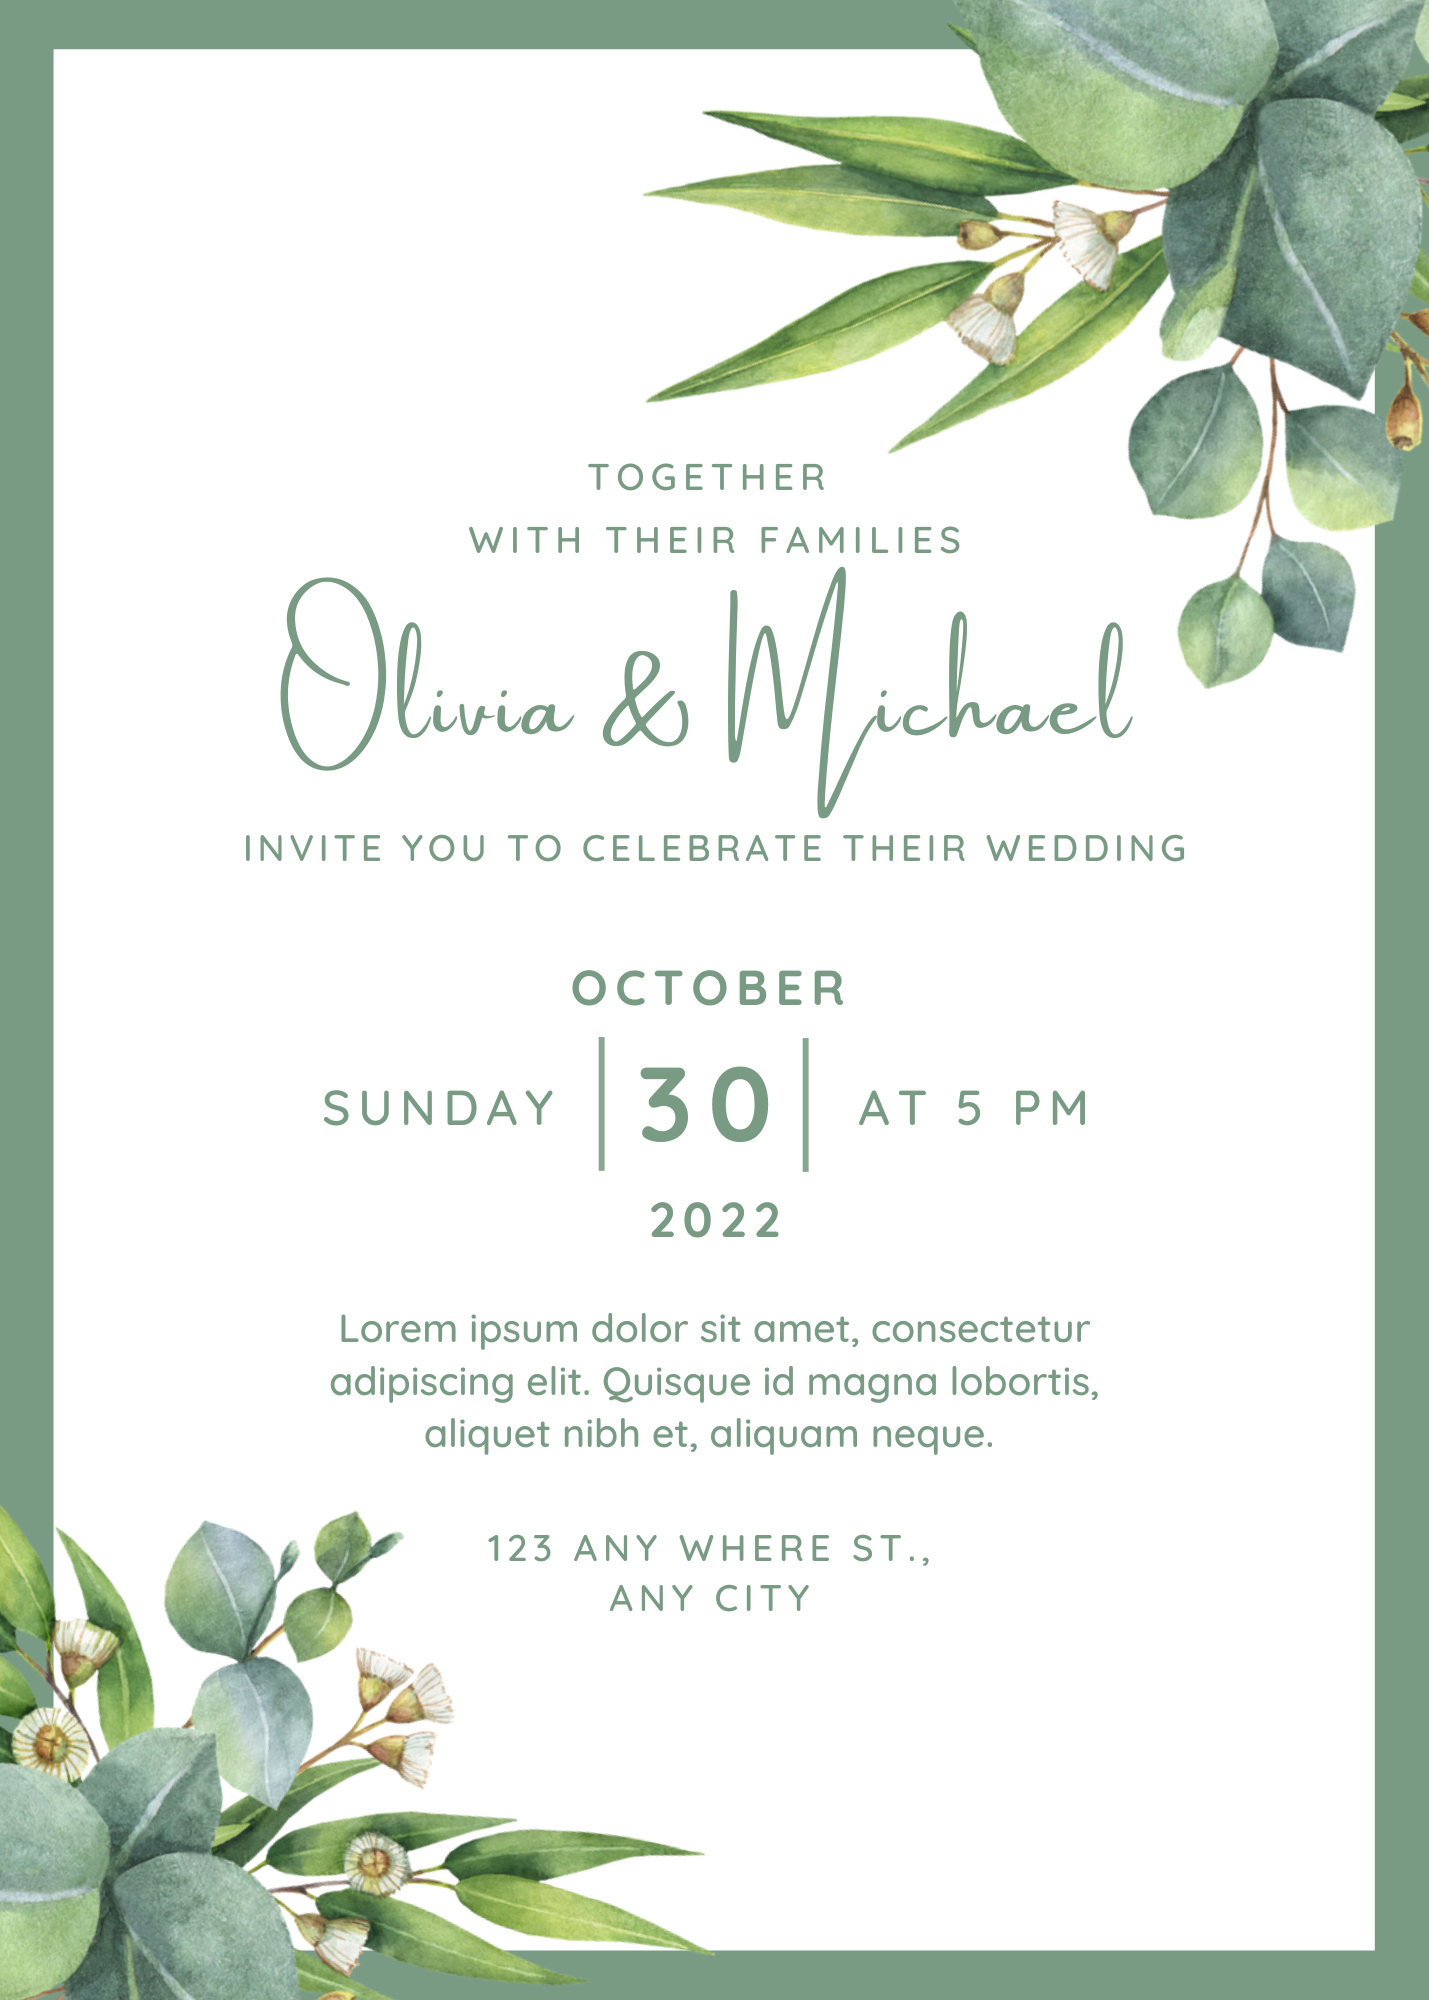 TOGETHER
WITH THEIR FAMILIES
Olivia & Michael
INVITE YOU TO CELEBRATE THEIR WEDDING
OCTOBER
SUNDAY 30 AT 5 PM
2022
Lorem ipsum dolor sit amet, consectetur
adipiscing elit. Quisque id magna lobortis,
aliquet nibh et, aliquam neque.
123 ANY WHERE ST.,
ANY CITY